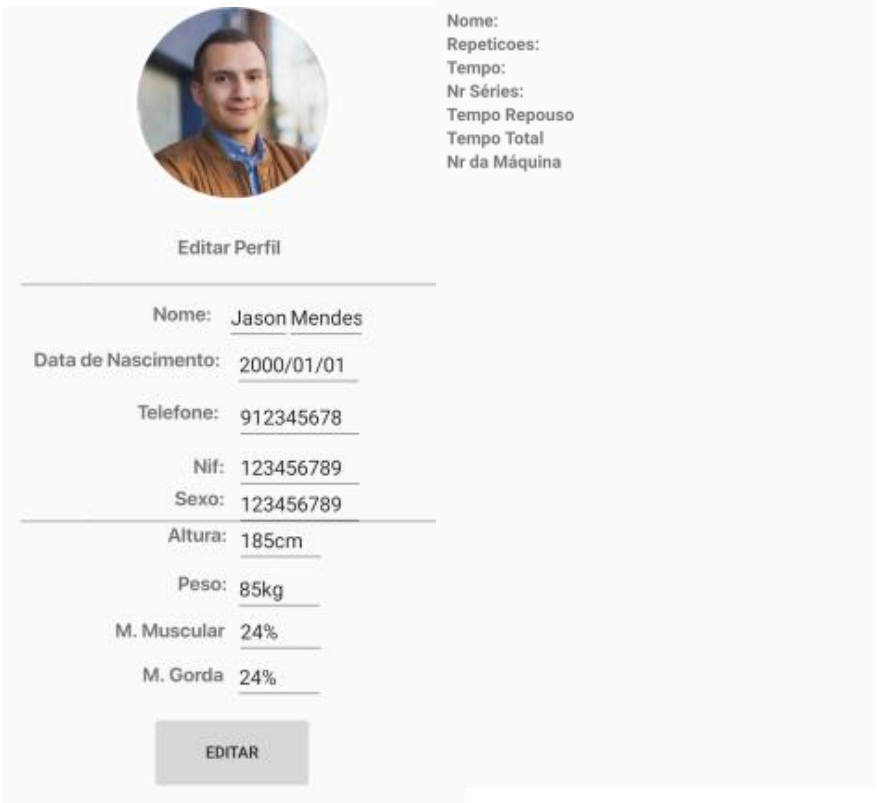 Editar Perfil
Nome: Jason Mendes
Data de Nascimento: 2000/01/01
Telefone: 912345678
Nif: 123456789
Sexo: 123456789
Altura: 185cm
Peso: 85kg
M. Muscular 24%
M. Gorda 24%
EDITAR
Nome:
Repeticoes:
Tempo:
Nr Séries:
Tempo Repouso
Tempo Total
Nr da Máquina